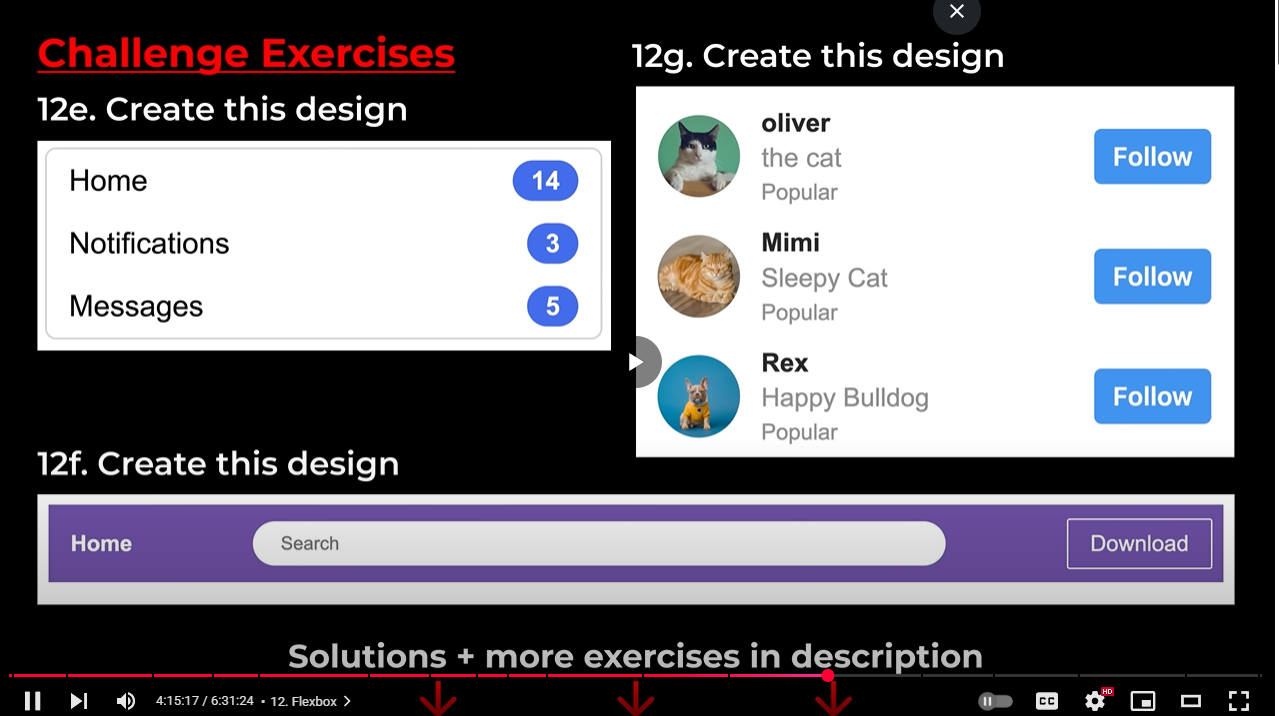 Challenge Exercises
12e. Create this design
Home
14
Notifications
3
Messages
5
12g. Create this design
oliver
the cat
Popular
Follow
Mimi
Sleepy Cat
Popular
Follow
Rex
Happy Bulldog
Popular
Follow
12f. Create this design
Home
Search
Download
Solutions + more exercises in description
4:15:17 / 6:31:24 • 12. Flexbox
CC
HD